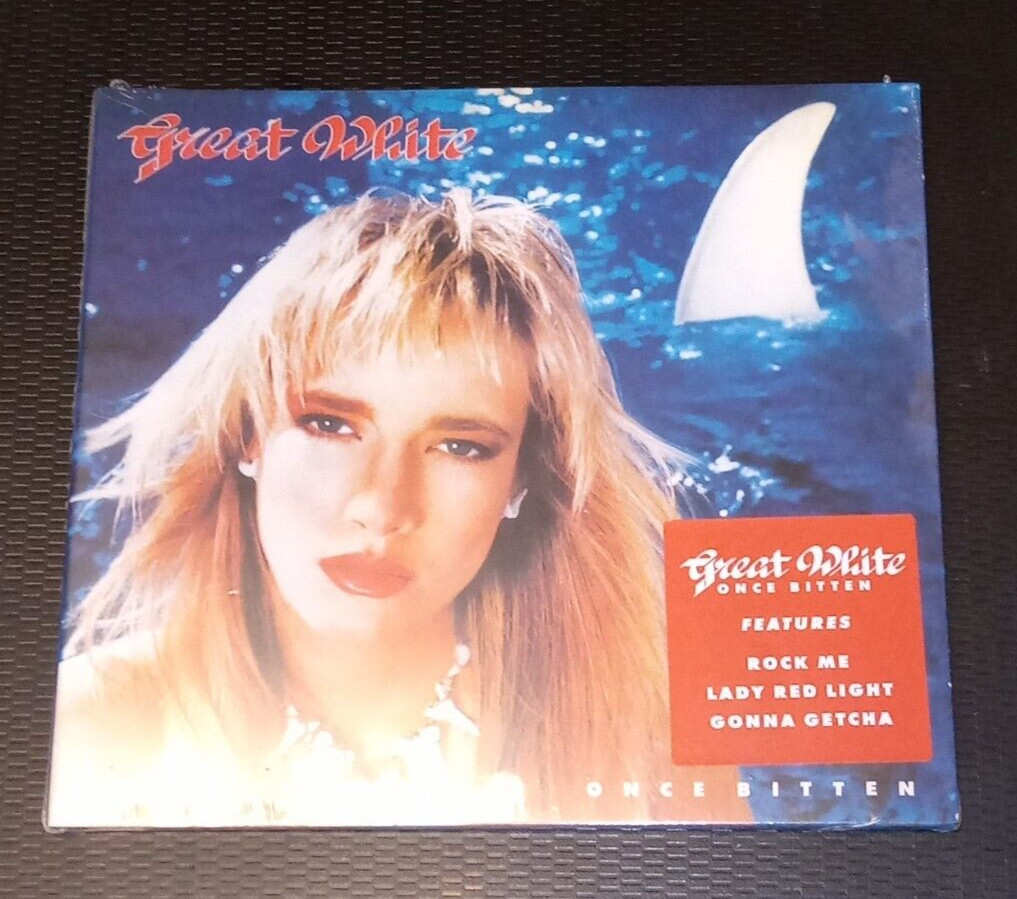 Great White
Great White
ONCE BITTEN
FEATURES
ROCK ME
LADY RED LIGHT
GONNA GETCHA
ONCE BITTEN